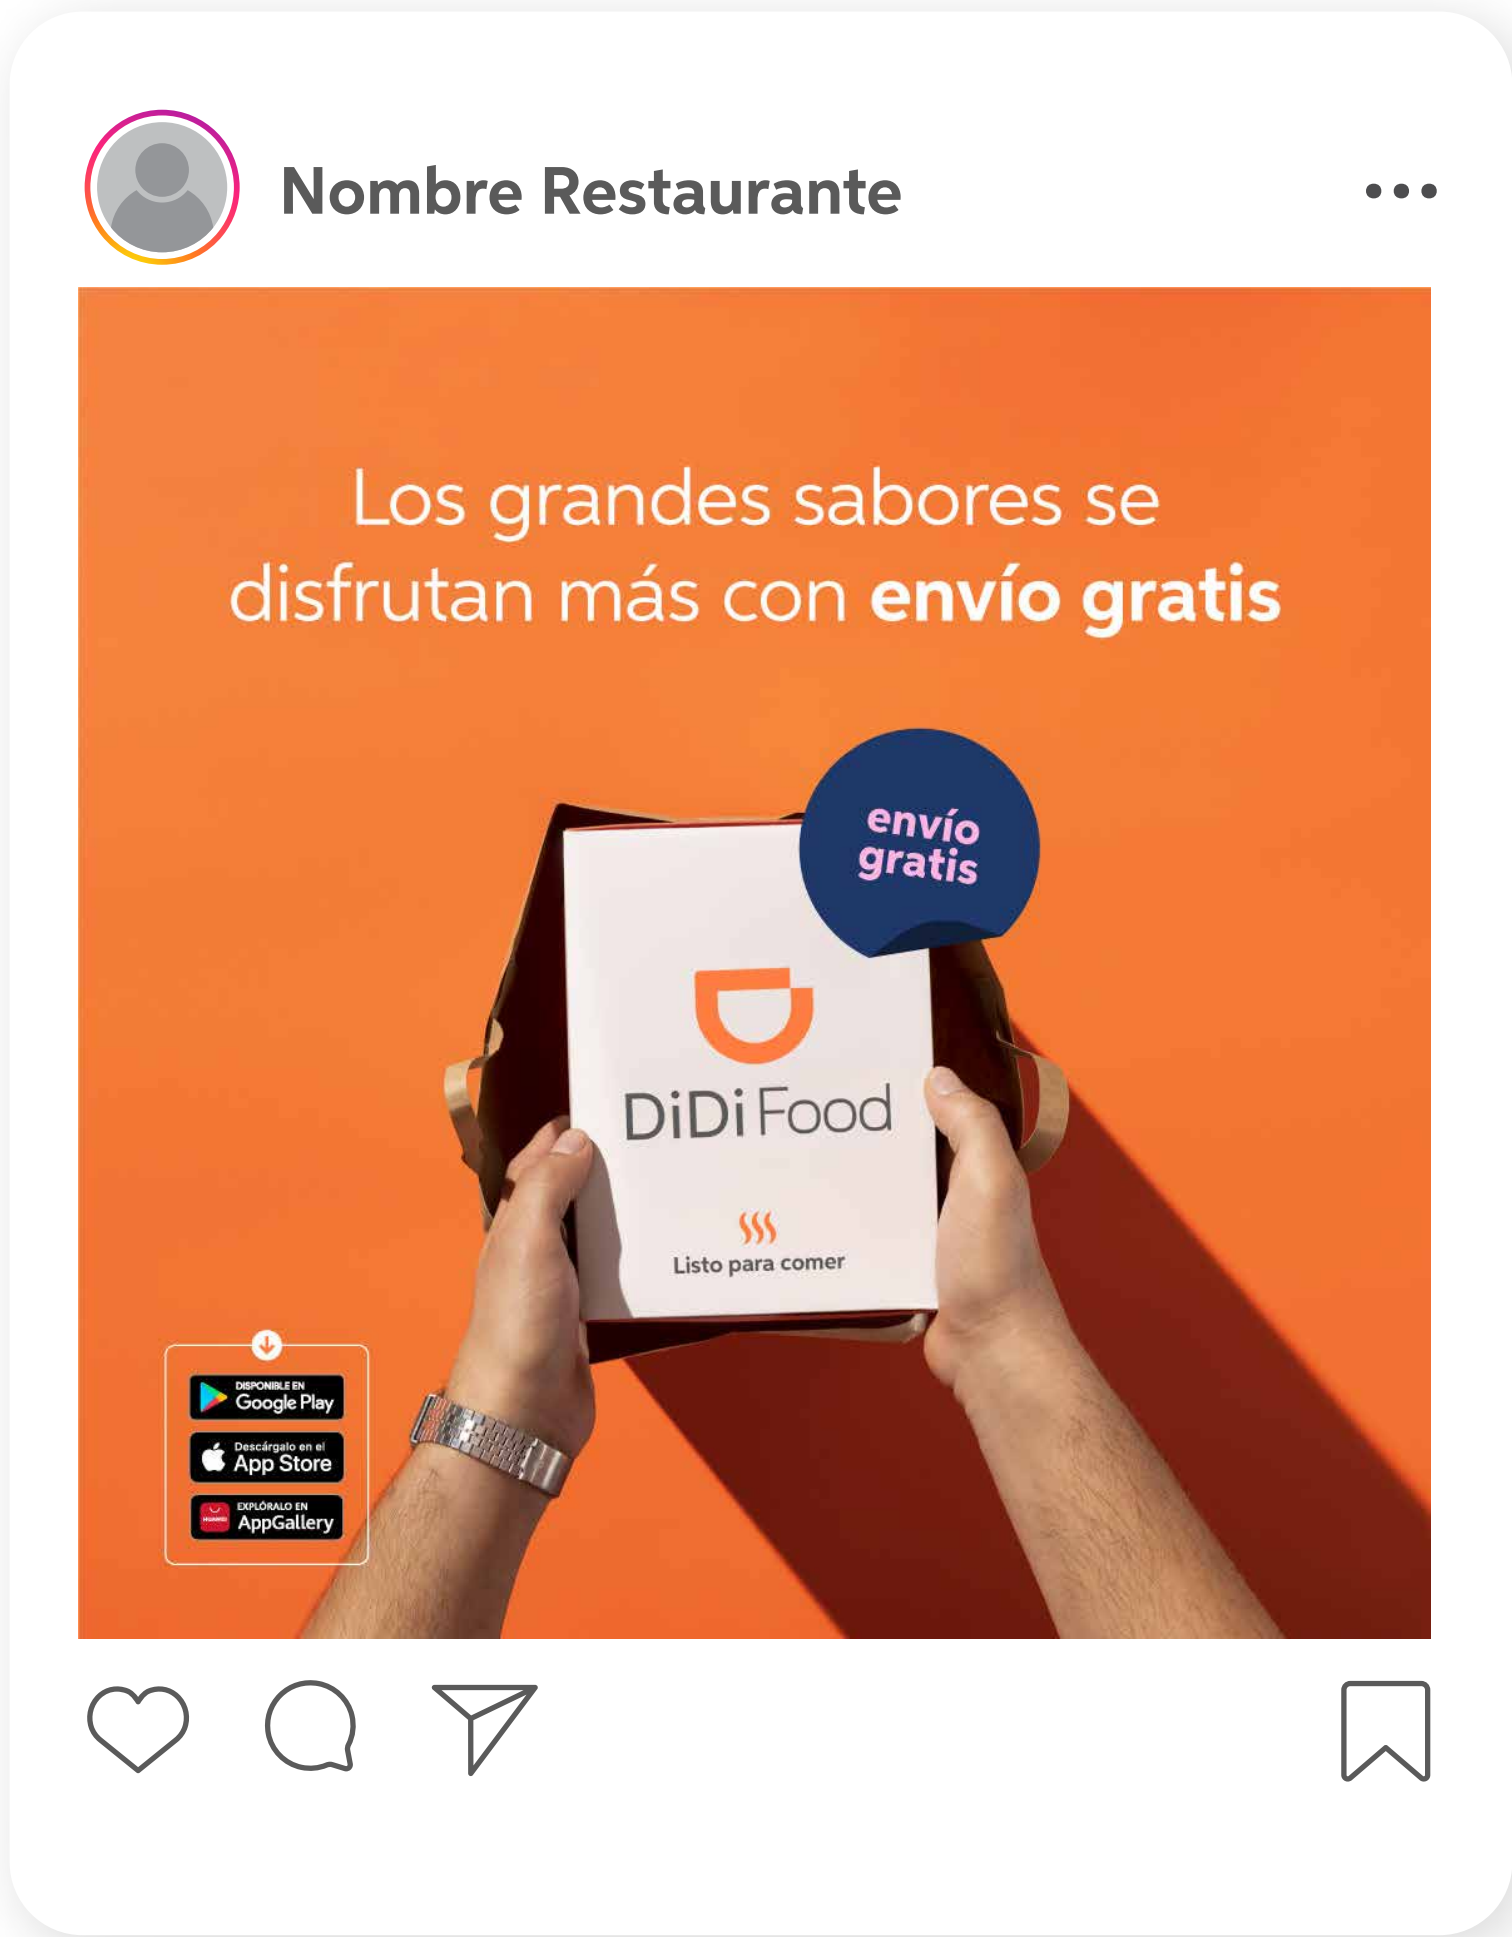 Nombre Restaurante
Los grandes sabores se
disfrutan más con envío gratis
envío
gratis
DiDi Food
Listo para comer
DISPONIBLE EN
Google Play
Descárgalo en el
App Store
HUAWEI
EXPLÓRALO EN
AppGallery